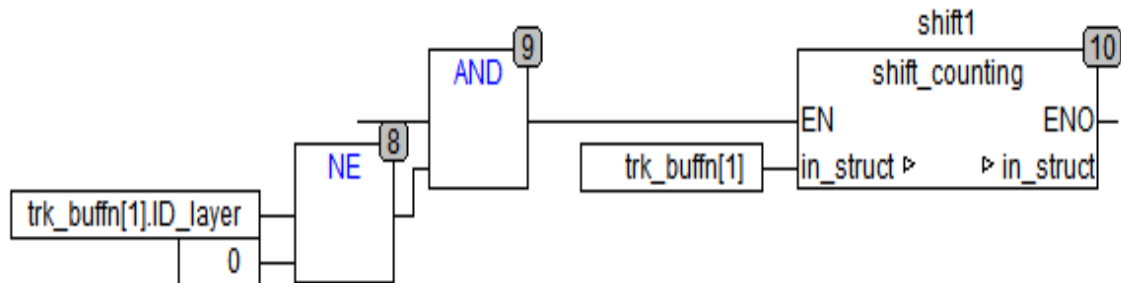 shift1
9
10
AND
shift_counting
8
EN
ENO
NE
trk_buffn[1]
in_struct
in_struct
trk_buffn[1].ID_layer
0